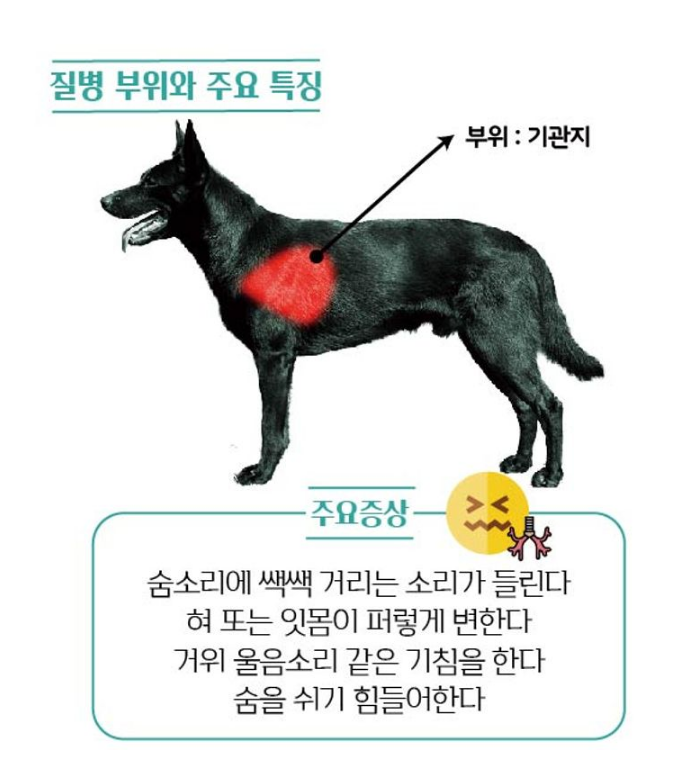 질병 부위와 주요 특징
부위 : 기관지
주요증상
숨소리에 쌕쌕 거리는 소리가 들린다
혀 또는 잇몸이 퍼렇게 변한다
거위 울음소리 같은 기침을 한다
숨을 쉬기 힘들어한다